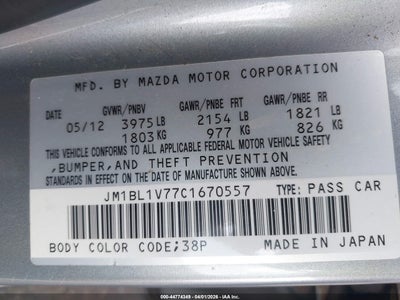 MFD. BY MAZDA MOTOR CORPORATION
GVWR/PNBV GAWR/PNBE FRT GAWR/PNBE RR
05/12 3975 LB 2154 LB 1821 LB
1803 KG 977 KG 826 KG
THIS VEHICLE CONFORMS TO ALL APPLICABLE FEDERAL MOTOR VEHICLE SAFETY
,BUMPER,AND THEFT PREVENTION
STANDARDS IN EFFECT ON THE DATE OF MANUFACTURE SHOWN ABOVE.
JM1BL1V77C1670557 TYPE: PASS CAR
BODY COLOR CODE;38P MADE IN JAPAN
000-44774349 - 04/01/2026 - IAA Inc.